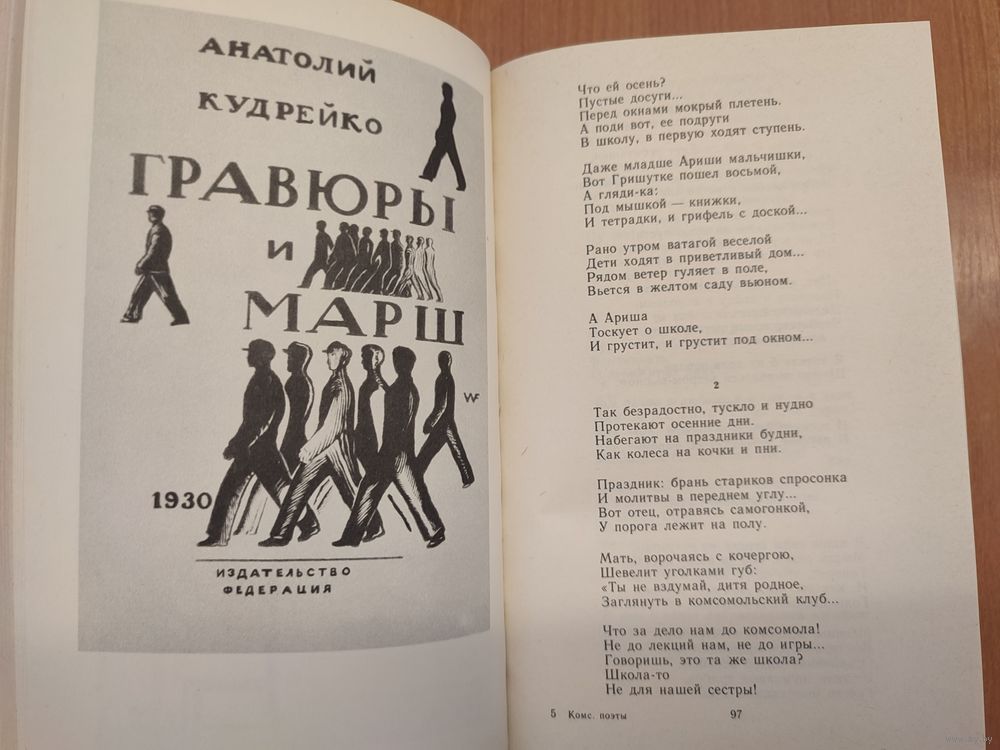 АНАТОЛИЙ
КУДРЕЙКО
ГРАВЮРЫ
И
МАРШ
WF
1930
ИЗДАТЕЛЬСТВО
ФЕДЕРАЦИЯ
Что ей осень?
Пустые досуги...
Перед окнами мокрый плетень.
А поди вот, ее подруги
В школу, в первую ходят ступень.
Даже младше Ариши мальчишки,
Вот Гришутке пошел восьмой,
А гляди-ка:
Под мышкой — книжки,
И тетрадки, и грифель с доской...
Рано утром ватагой веселой
Дети ходят в приветливый дом...
Рядом ветер гуляет в поле,
Вьется в желтом саду вьюном.
А Ариша
Тоскует о школе,
И грустит, и грустит под окном...
2
Так безрадостно, тускло и нудно
Протекают осенние дни.
Набегают на праздники будни,
Как колеса на кочки и пни.
Праздник: брань стариков спросонка
И молитвы в переднем углу...
Вот отец, отравясь самогонкой,
У порога лежит на полу.
Мать, ворочаясь с кочергою,
Шевелит уголками губ:
«Ты не вздумай, дитя родное,
Заглянуть в комсомольский клуб...
Что за дело нам до комсомола!
Не до лекций нам, не до игры...
Говоришь, это та же школа?
Школа-то
Не для нашей сестры!
5 Комс. поэты 97